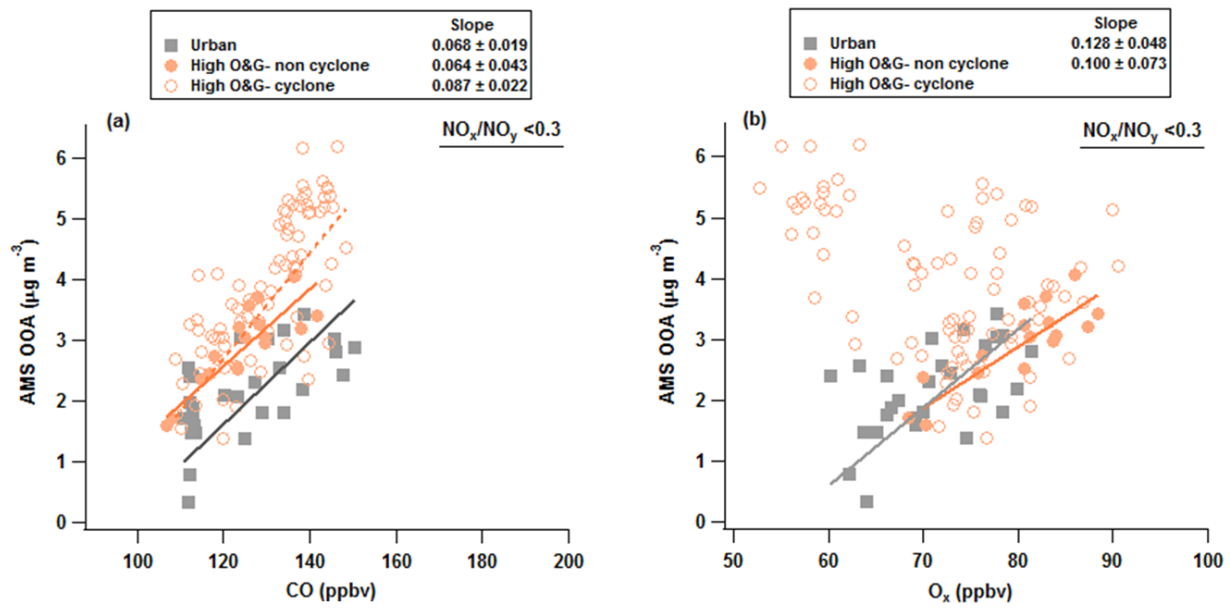 Slope
Urban 0.068 ± 0.019
High O&G- non cyclone 0.064 ± 0.043
High O&G- cyclone 0.087 ± 0.022
(a)
NOx/NOy <0.3
6
5
4
3
2
1
0
AMS OOA (µg m-3)
100 120 140 160 180 200
CO (ppbv)
Slope
Urban 0.128 ± 0.048
High O&G- non cyclone 0.100 ± 0.073
High O&G- cyclone
(b)
NOx/NOy <0.3
6
5
4
3
2
1
0
AMS OOA (µg m-3)
50 60 70 80 90 100
Ox (ppbv)